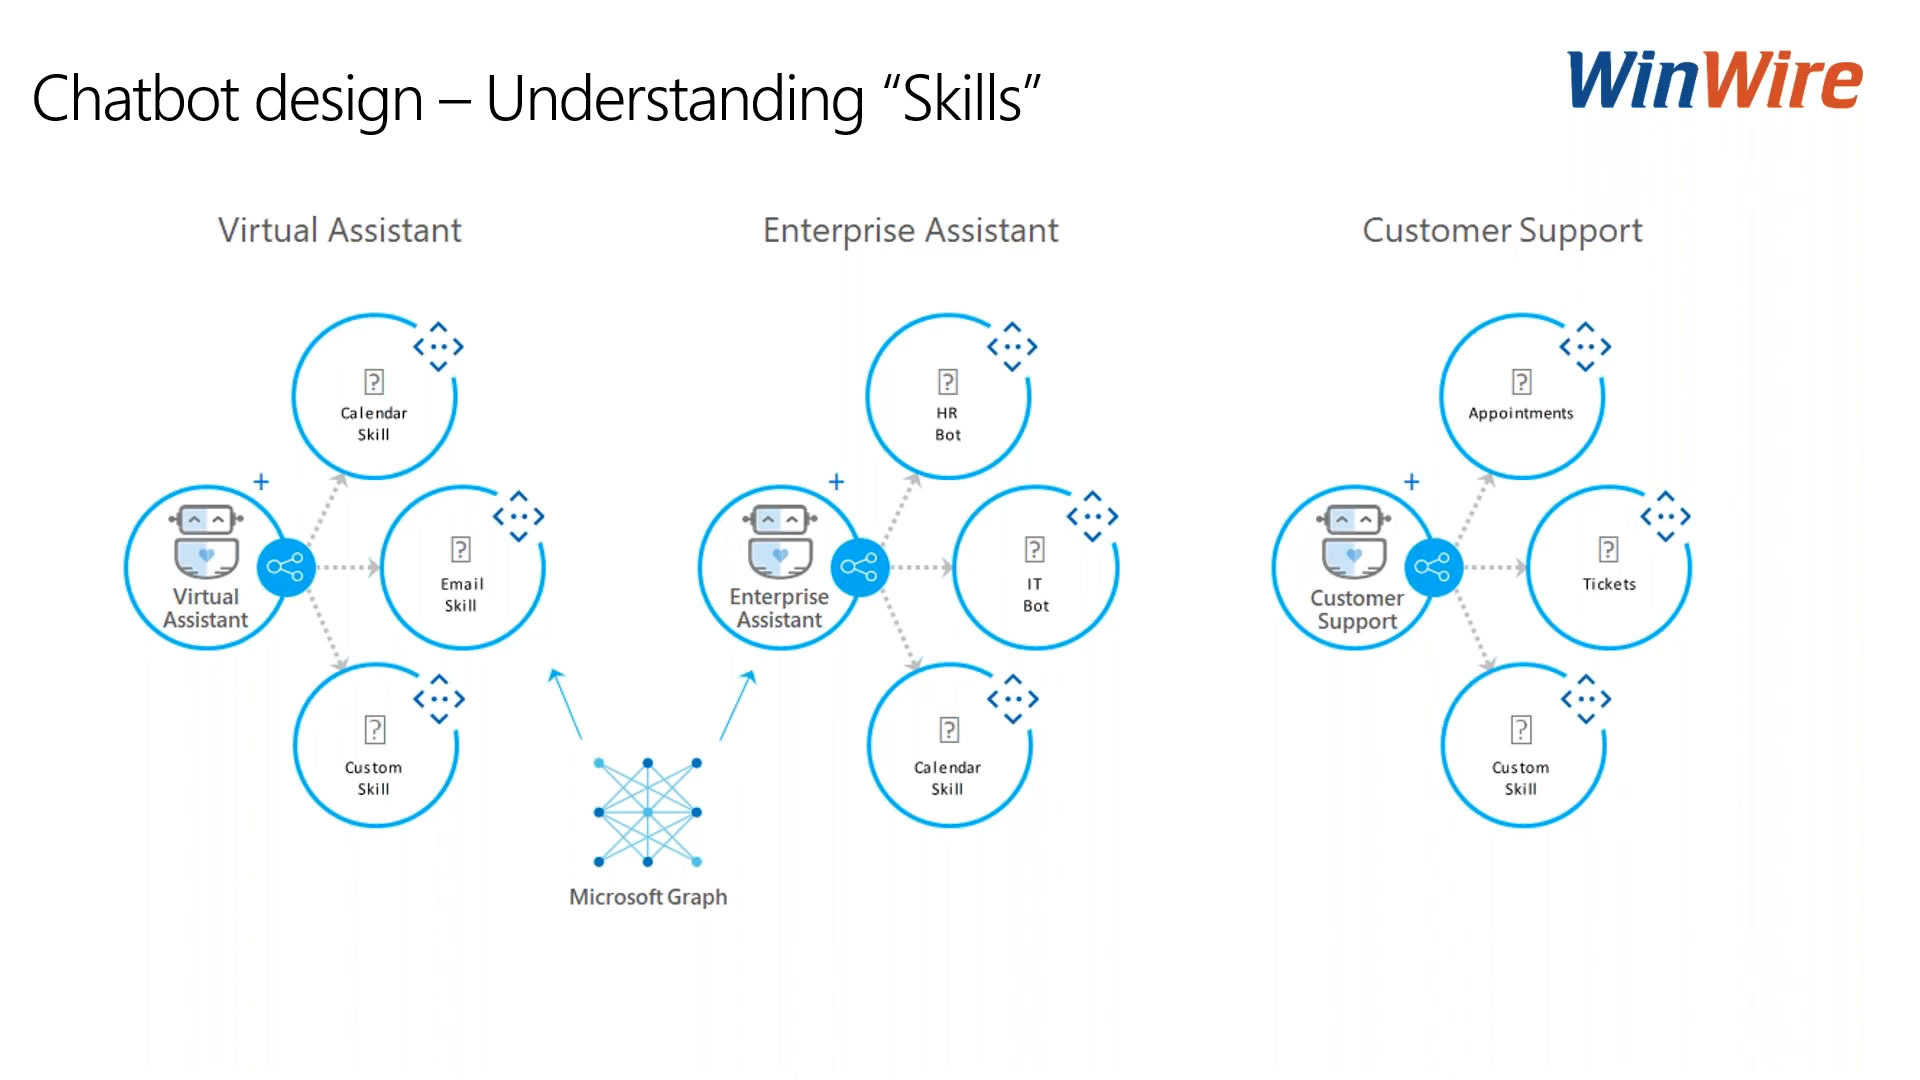 Chatbot design – Understanding “Skills”
WinWire
Virtual Assistant
Enterprise Assistant
Customer Support
Calendar
Skill
Virtual
Assistant
Email
Skill
Custom
Skill
HR
Bot
Enterprise
Assistant
IT
Bot
Calendar
Skill
Appointments
Customer
Support
Tickets
Custom
Skill
Microsoft Graph